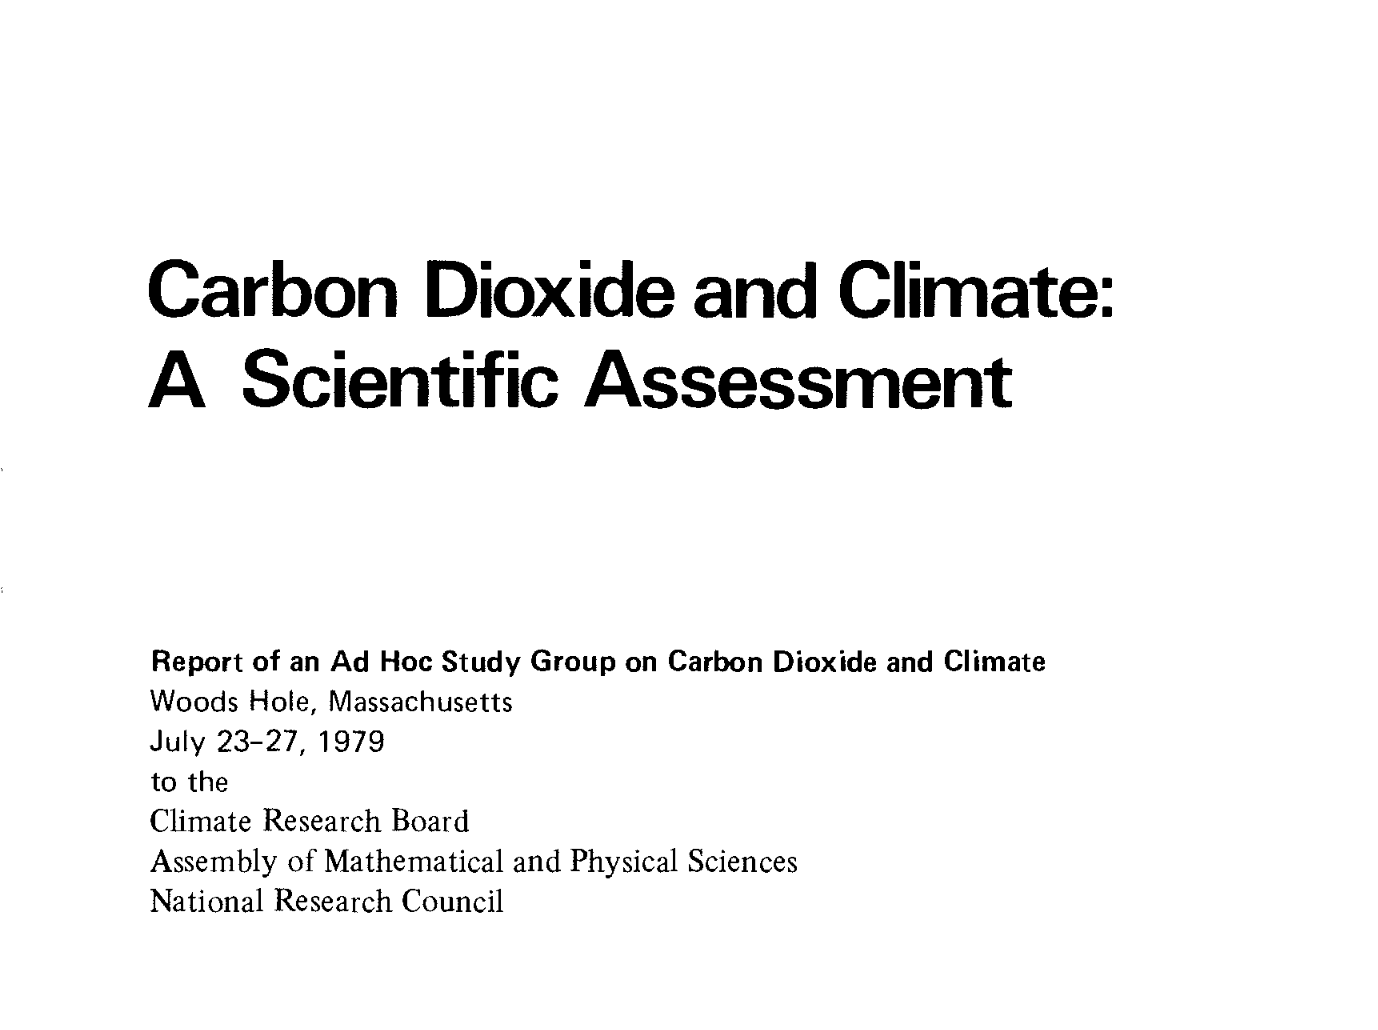 Carbon Dioxide and Climate:
A Scientific Assessment
Report of an Ad Hoc Study Group on Carbon Dioxide and Climate
Woods Hole, Massachusetts
July 23–27, 1979
to the
Climate Research Board
Assembly of Mathematical and Physical Sciences
National Research Council